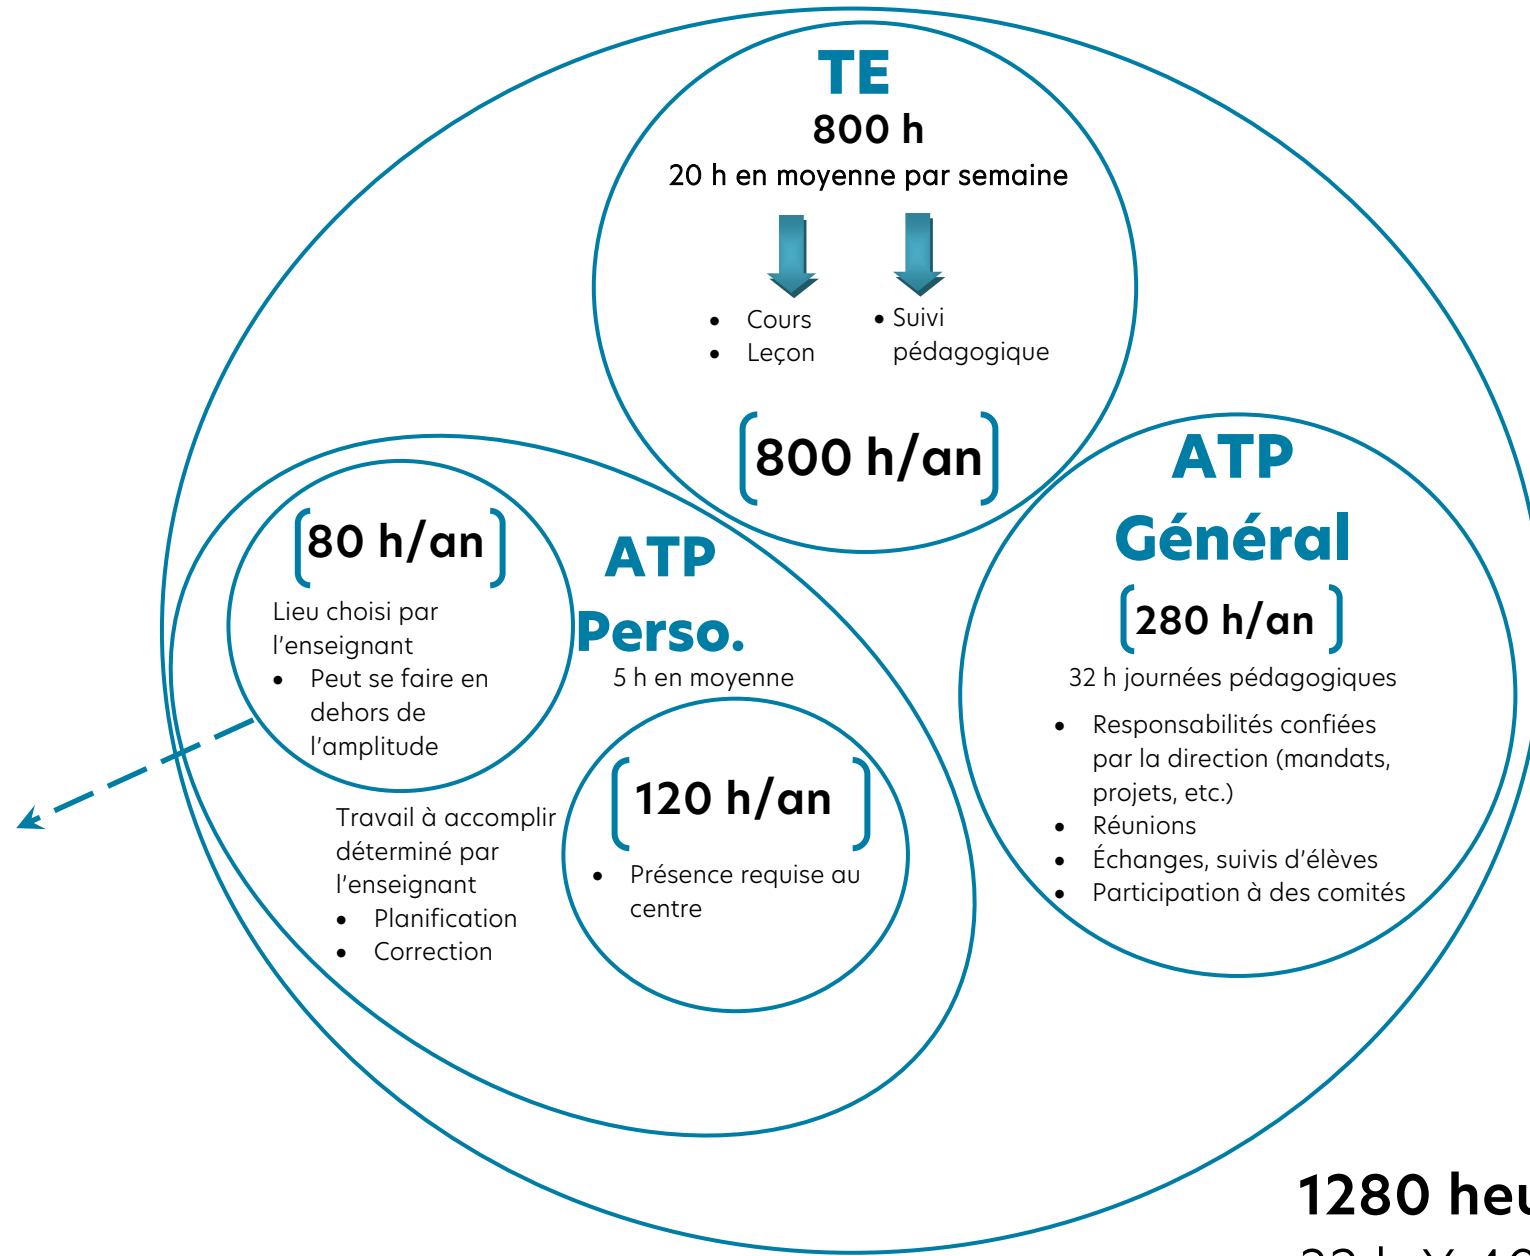 TE
800 h
20 h en moyenne par semaine
• Cours
• Leçon
• Suivi
pédagogique
[800 h/an]
ATP
Général
[280 h/an]
32 h journées pédagogiques
• Responsabilités confiées
par la direction (mandats,
projets, etc.)
• Réunions
• Échanges, suivis d'élèves
• Participation à des comités
[80 h/an]
Lieu choisi par
l'enseignant
• Peut se faire en
dehors de
l'amplitude
ATP
Perso.
5 h en moyenne
Travail à accomplir
déterminé par
l'enseignant
• Planification
• Correction
[120 h/an]
• Présence requise au
centre
1280